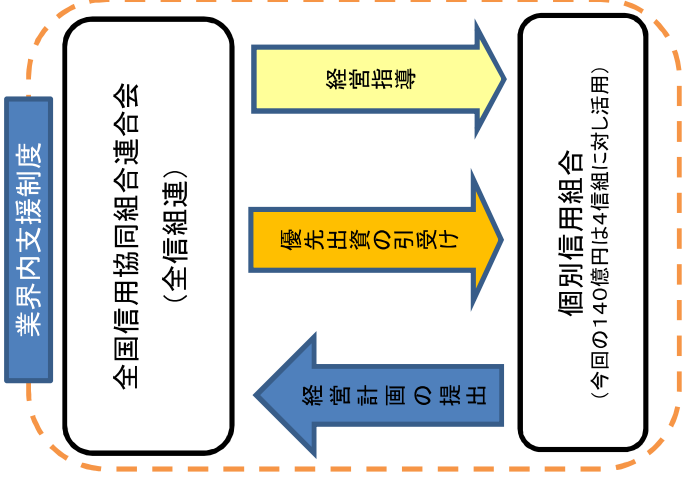 業界内支援制度
全国信用協同組合連合会
（全信組連）
経営計画の提出
優先出資の引受け
経営指導
個別信用組合
（今回の１４０億円は４信組に対し活用）